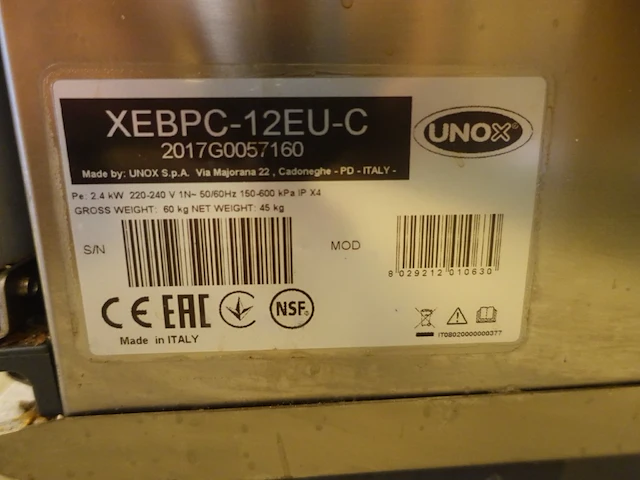 XEBPC-12EU-C
2017G0057160
Made by: UNOX S.p.A. Via Majorana 22 , Cadoneghe - PD - ITALY -
UNOX
Pe: 2.4 kW 220-240 V 1N~ 50/60Hz 150-600 kPa IP X4
GROSS WEIGHT: 60 kg NET WEIGHT: 45 kg
S/N
MOD
8 029212 010630
CE EAC NSF
Made in ITALY
IT08020000000377